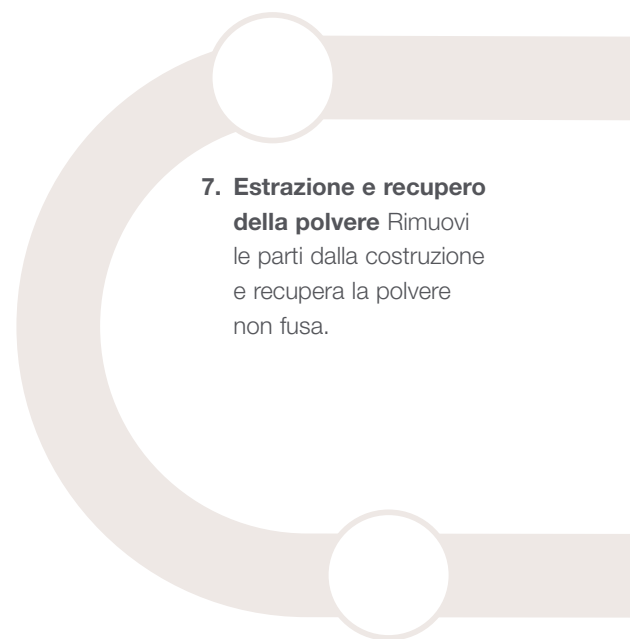 7. Estrazione e recupero
della polvere Rimuovi
le parti dalla costruzione
e recupera la polvere
non fusa.